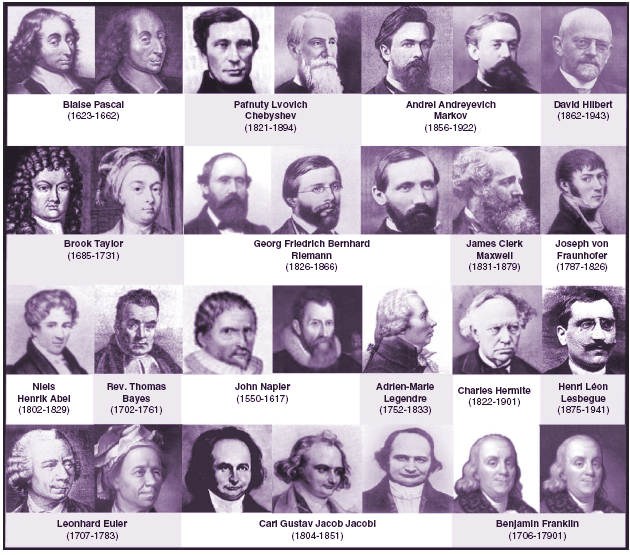 Blaise Pascal
(1623-1662)
Pafnuty Lvovich
Chebyshev
(1821-1894)
Andrei Andreyevich
Markov
(1856-1922)
David Hilbert
(1862-1943)
Brook Taylor
(1685-1731)
Georg Friedrich Bernhard
Riemann
(1826-1866)
James Clerk
Maxwell
(1831-1879)
Joseph von
Fraunhofer
(1787-1826)
Niels
Henrik Abel
(1802-1829)
Rev. Thomas
Bayes
(1702-1761)
John Napier
(1550-1617)
Adrien-Marie
Legendre
(1752-1833)
Charles Hermite
(1822-1901)
Henri Léon
Lesbegue
(1875-1941)
Leonhard Euler
(1707-1783)
Carl Gustav Jacob Jacobi
(1804-1851)
Benjamin Franklin
(1706-17901)